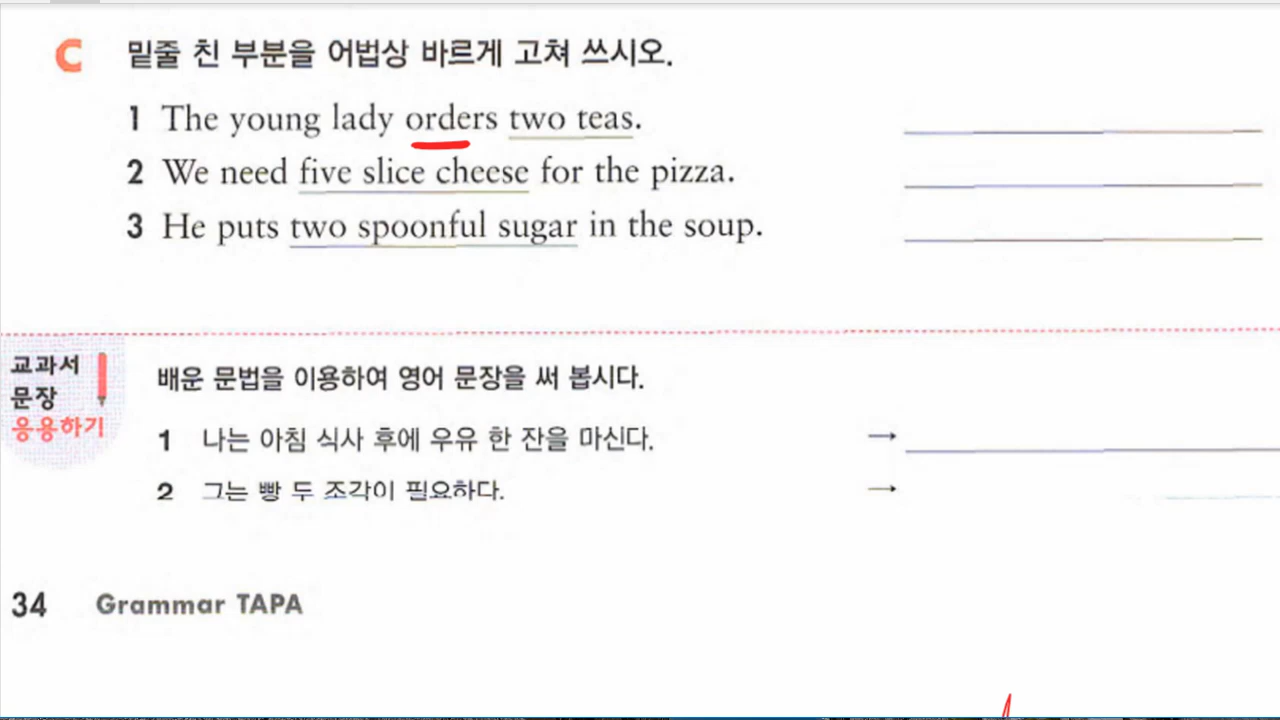 C 밑줄 친 부분을 어법상 바르게 고쳐 쓰시오.
1 The young lady orders two teas.
2 We need five slice cheese for the pizza.
3 He puts two spoonful sugar in the soup.
교과서
문장
응용하기
배운 문법을 이용하여 영어 문장을 써 봅시다.
1 나는 아침 식사 후에 우유 한 잔을 마신다. →
2 그는 빵 두 조각이 필요하다. →
34 Grammar TAPA